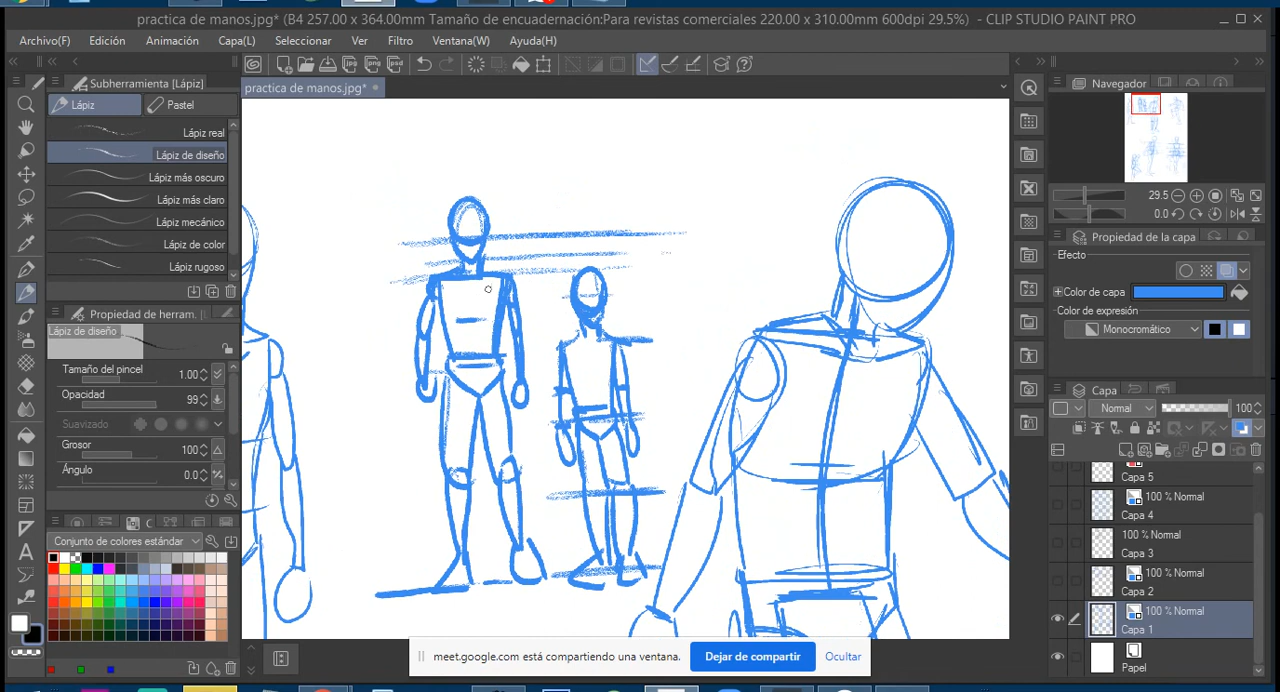 practica de manos.jpg* (B4 257.00 x 364.00mm Tamaño de encuadernación:Para revistas comerciales 220.00 x 310.00mm 600dpi 29.5%) - CLIP STUDIO PAINT PRO
Archivo(F) Edición Animación Capa(L) Seleccionar Ver Filtro Ventana(W) Ayuda(H)
Subherramienta [Lápiz]
practica de manos.jpg*
Navegador
Lápiz Pastel
Lápiz real
Lápiz de diseño
Lápiz más oscuro
Lápiz más claro
Lápiz mecánico
Lápiz de color
Lápiz rugoso
29.5
0.0
Propiedad de la capa
Efecto
Color de capa
Color de expresión
Monocromático
Propiedad de herram. [L
Lápiz de diseño
Tamaño del pincel 1.00
Opacidad 99
Suavizado
Grosor 100
Ángulo 0.0
Conjunto de colores estándar
Capa
Normal 100
Capa 5
100 % Normal
Capa 4
100 % Normal
Capa 3
100 % Normal
Capa 2
100 % Normal
Capa 1
Papel
meet.google.com está compartiendo una ventana. Dejar de compartir Ocultar